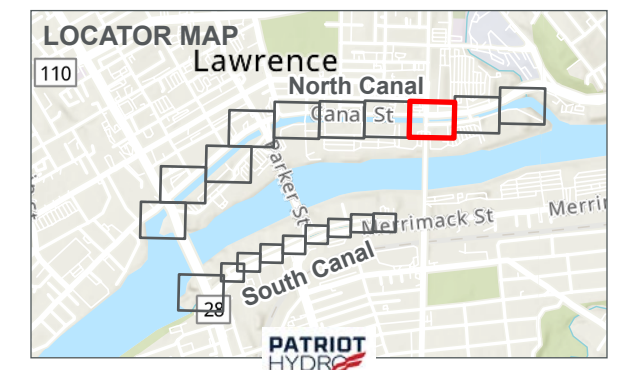 LOCATOR MAP
Lawrence
110
North Canal
Canal St
Parker St
Merrimack St
Merri
South Canal
28
PATRIOT
HYDRO